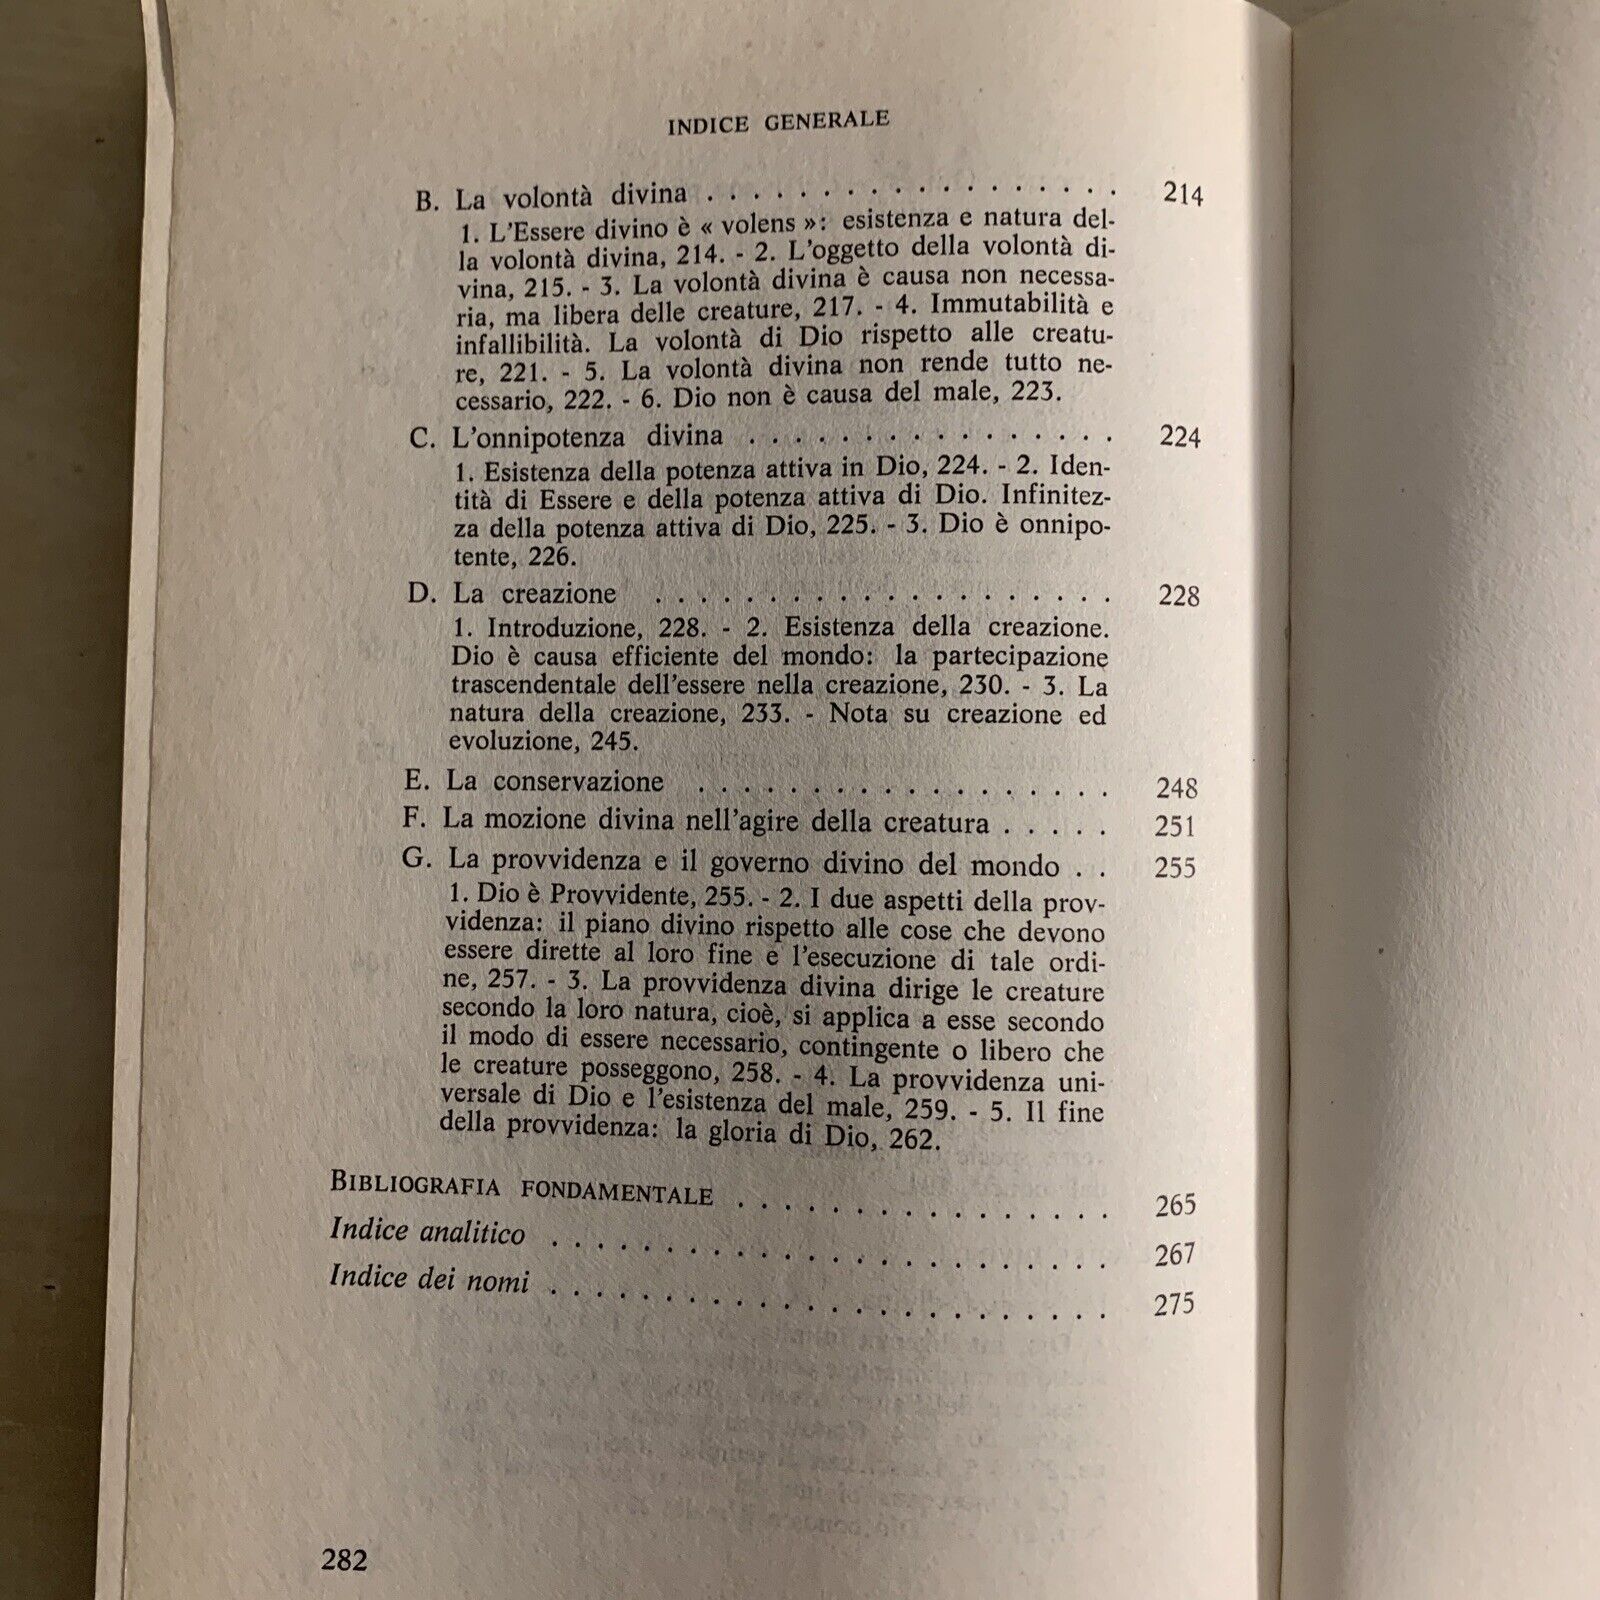 INDICE GENERALE
B. La volontà divina . . . . . . . . . . . . . . . . . . 214
1. L'Essere divino è « volens »: esistenza e natura del-
la volontà divina, 214. - 2. L'oggetto della volontà di-
vina, 215. - 3. La volontà divina è causa non necessa-
ria, ma libera delle creature, 217. - 4. Immutabilità e
infallibilità. La volontà di Dio rispetto alle creatu-
re, 221. - 5. La volontà divina non rende tutto ne-
cessario, 222. - 6. Dio non è causa del male, 223.
C. L'onnipotenza divina . . . . . . . . . . . . . . . . 224
1. Esistenza della potenza attiva in Dio, 224. - 2. Iden-
tità di Essere e della potenza attiva di Dio. Infinitez-
za della potenza attiva di Dio, 225. - 3. Dio è onnipo-
tente, 226.
D. La creazione . . . . . . . . . . . . . . . . . . . . 228
1. Introduzione, 228. - 2. Esistenza della creazione.
Dio è causa efficiente del mondo: la partecipazione
trascendentale dell'essere nella creazione, 230. - 3. La
natura della creazione, 233. - Nota su creazione ed
evoluzione, 245.
E. La conservazione . . . . . . . . . . . . . . . . . . 248
F. La mozione divina nell'agire della creatura . . . . . 251
G. La provvidenza e il governo divino del mondo . . 255
1. Dio è Provvidente, 255. - 2. I due aspetti della prov-
videnza: il piano divino rispetto alle cose che devono
essere dirette al loro fine e l'esecuzione di tale ordi-
ne, 257. - 3. La provvidenza divina dirige le creature
secondo la loro natura, cioè, si applica a esse secondo
il modo di essere necessario, contingente o libero che
le creature posseggono, 258. - 4. La provvidenza uni-
versale di Dio e l'esistenza del male, 259. - 5. Il fine
della provvidenza: la gloria di Dio, 262.
BIBLIOGRAFIA FONDAMENTALE . . . . . . . . . . . . . . . . . 265
Indice analitico . . . . . . . . . . . . . . . . . . . . . . . . . 267
Indice dei nomi . . . . . . . . . . . . . . . . . . . . . . . . . 275
282